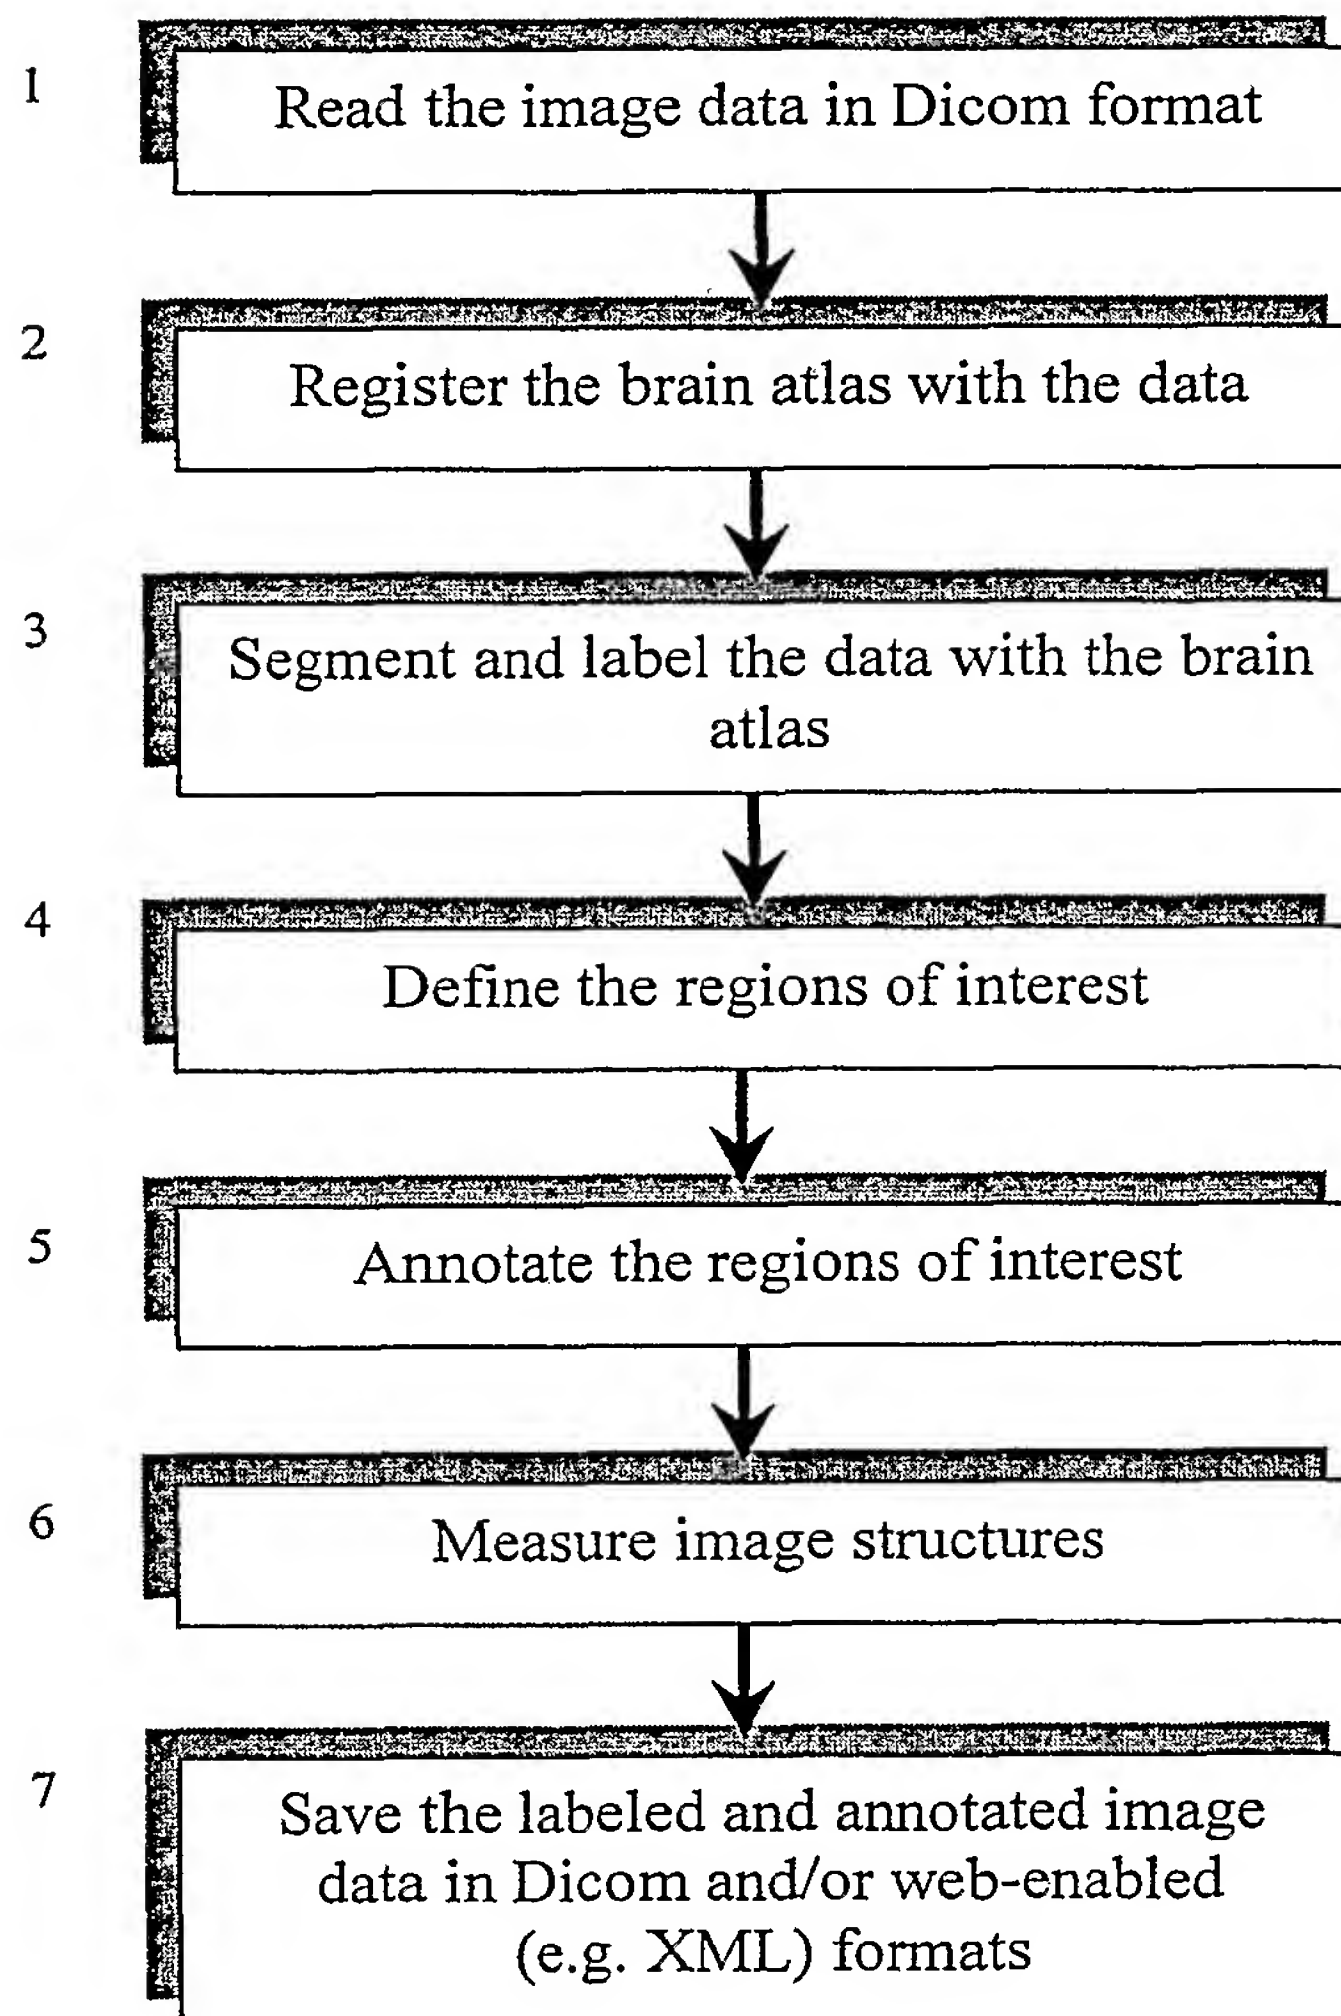 1
Read the image data in Dicom format
2
Register the brain atlas with the data
3
Segment and label the data with the brain
atlas
4
Define the regions of interest
5
Annotate the regions of interest
6
Measure image structures
7
Save the labeled and annotated image
data in Dicom and/or web-enabled
(e.g. XML) formats